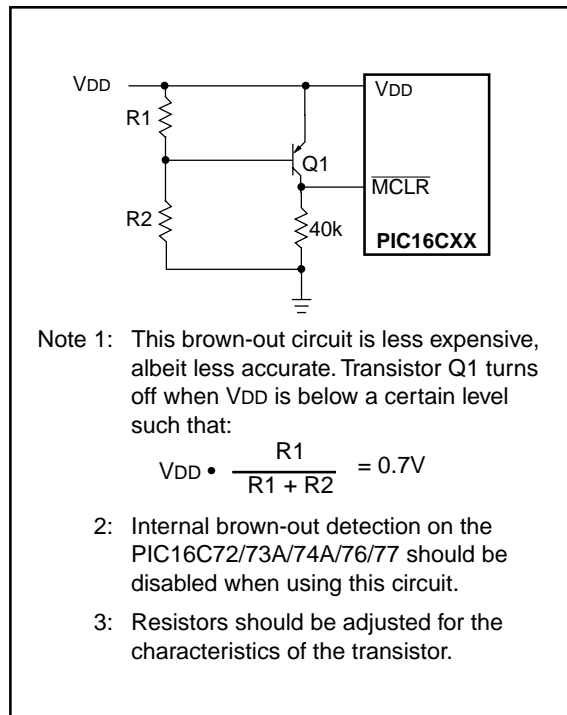 VDD
VDD
R1
Q1
MCLR
R2
40k
PIC16CXX
Note 1: This brown-out circuit is less expensive,
albeit less accurate. Transistor Q1 turns
off when VDD is below a certain level
such that:
VDD • R1 / R1 + R2 = 0.7V
2: Internal brown-out detection on the
PIC16C72/73A/74A/76/77 should be
disabled when using this circuit.
3: Resistors should be adjusted for the
characteristics of the transistor.